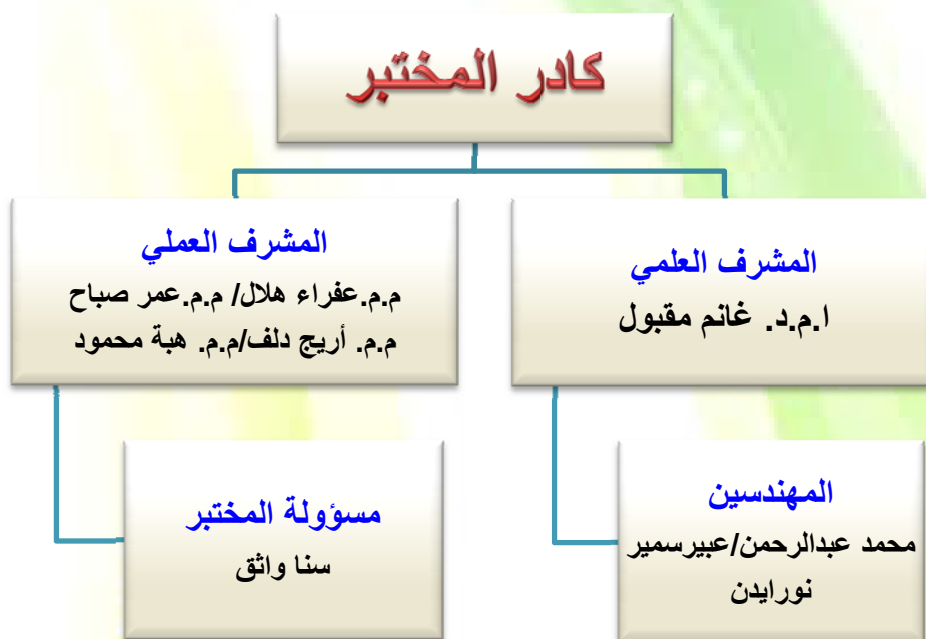 كادر المختبر
المشرف العلمي
ا.م.د. غانم مقبول
المشرف العملي
م.م.عفراء هلال/ م.م.عمر صباح
م.م. أريج دلف/م.م. هبة محمود
المهندسين
محمد عبدالرحمن/عبيرسمير
نورايدن
مسؤولة المختبر
سنا واثق